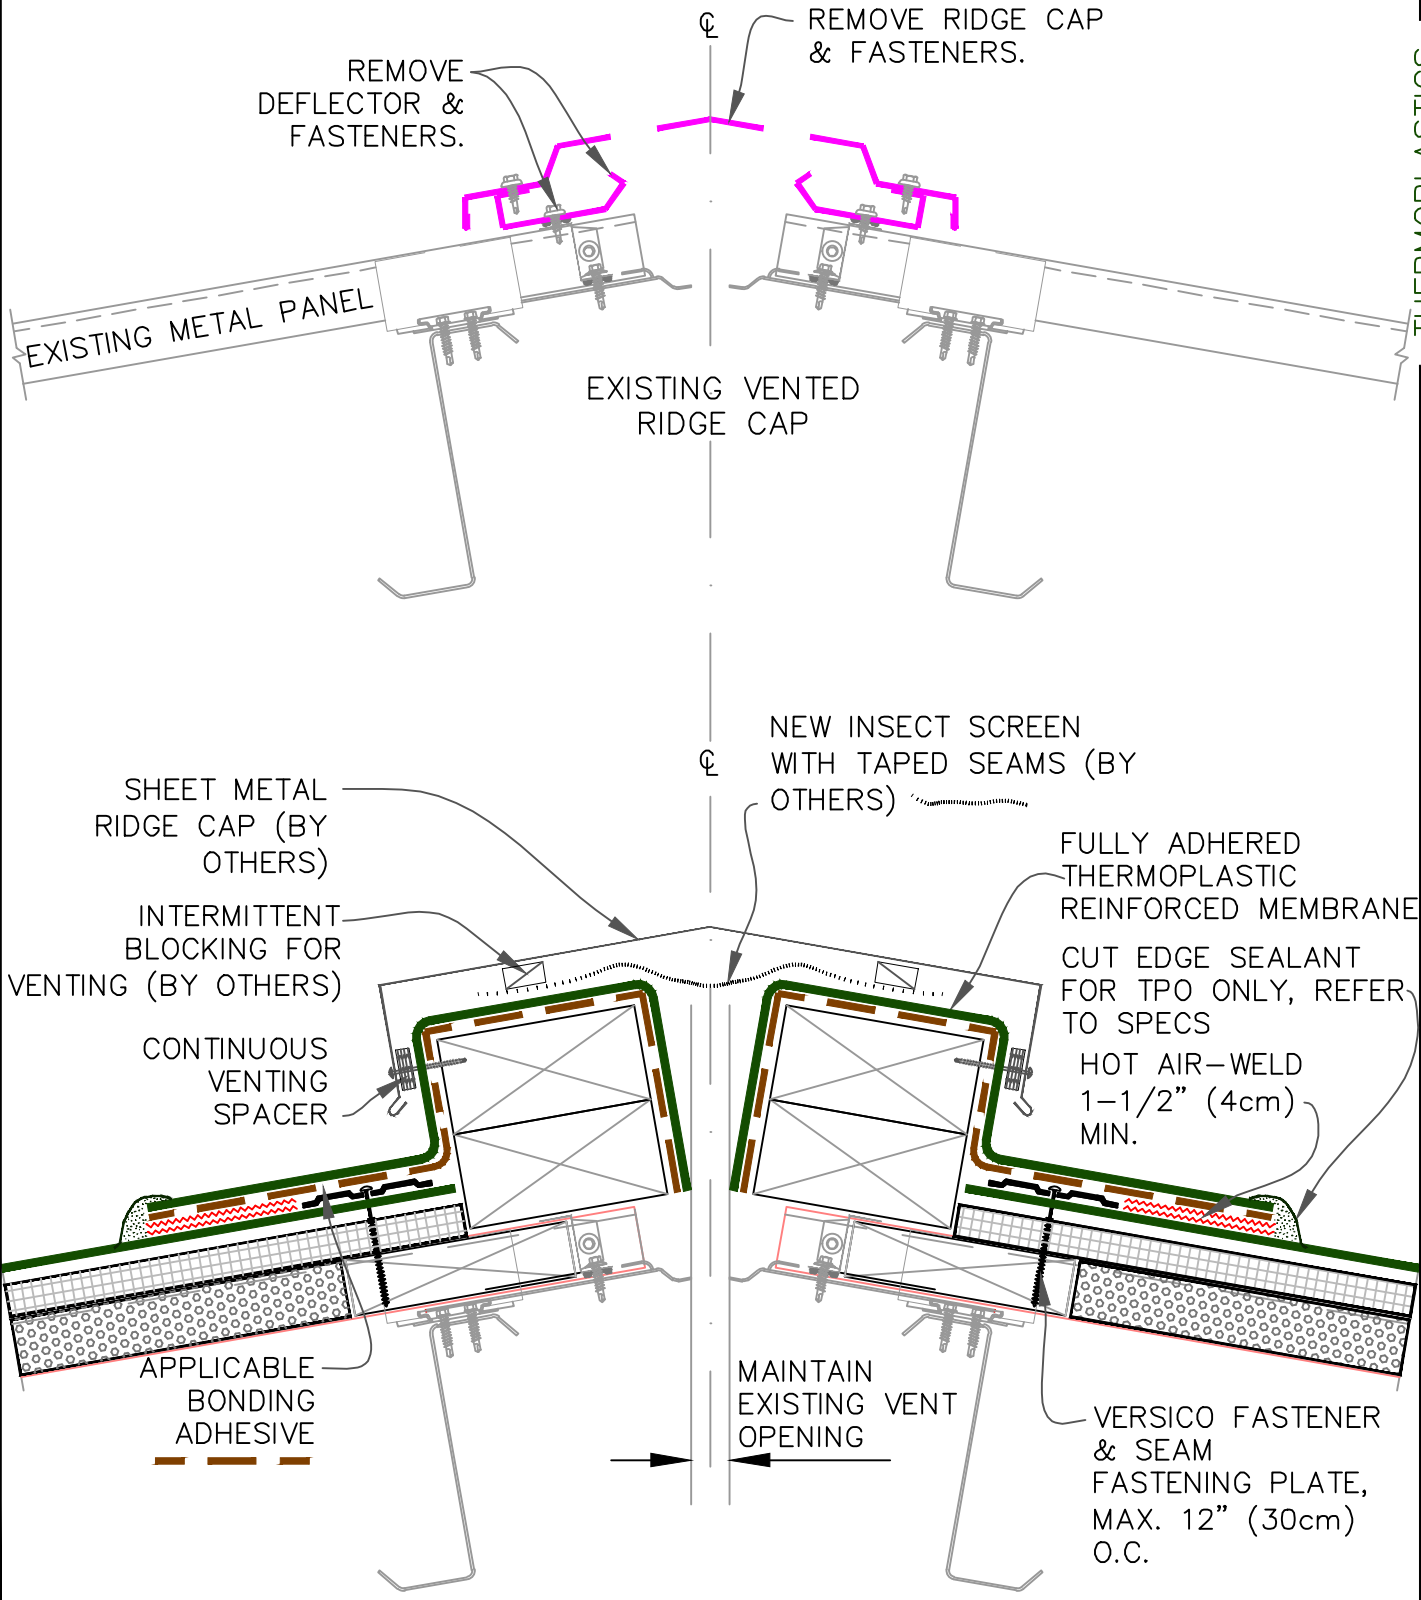 ℄
REMOVE RIDGE CAP
& FASTENERS.
REMOVE
DEFLECTOR &
FASTENERS.
THERMOPLASTICS
EXISTING METAL PANEL
EXISTING VENTED
RIDGE CAP
℄
NEW INSECT SCREEN
WITH TAPED SEAMS (BY
OTHERS)
SHEET METAL
RIDGE CAP (BY
OTHERS)
FULLY ADHERED
THERMOPLASTIC
REINFORCED MEMBRANE
INTERMITTENT
BLOCKING FOR
VENTING (BY OTHERS)
CUT EDGE SEALANT
FOR TPO ONLY, REFER
TO SPECS
CONTINUOUS
VENTING
SPACER
HOT AIR–WELD
1–1/2” (4cm)
MIN.
APPLICABLE
BONDING
ADHESIVE
MAINTAIN
EXISTING VENT
OPENING
VERSICO FASTENER
& SEAM
FASTENING PLATE,
MAX. 12” (30cm)
O.C.